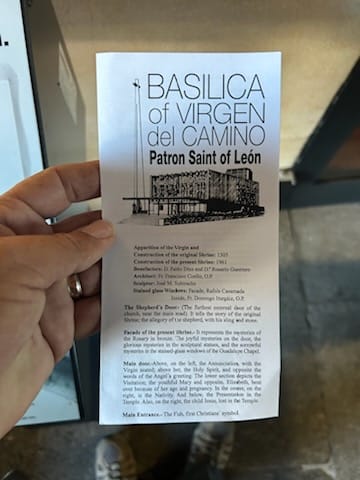 BASILICA
of VIRGEN
del CAMINO
Patron Saint of León
Apparition of the Virgin and
Construction of the original Shrine: 1505
Construction of the present Shrine: 1961
Benefactors: D. Pablo Díez and Dª Rosario Guerrero
Architect: Fr. Francisco Coello, O.P.
Sculptor: José M. Subirachs
Stained glass Windows: Facade, Rafols Casamada
Inside, Fr. Domingo Iturgáiz, O.P.
The Shepherd's Door.- (The furthest external door of the
church, near the main road). It tells the story of the original
Shrine; the allegory of the shepherd, with his sling and stone.
Facade of the present Shrine.- It represents the mysteries of
the Rosary in bronze. The joyful mysteries on the door, the
glorious mysteries in the sculptural statues, and the sorrowful
mysteries in the stained-glass windows of the Guadalupe Chapel.
Main door: Above, on the left, the Annunciation, with the
Virgin seated; above her, the Holy Spirit, and opposite the
words of the Angel's greeting. The lower section depicts the
Visitation; the youthful Mary and opposite, Elizabeth, bent
over because of her age and pregnancy. In the center, on the
right, is the Nativity. And below, the Presentation in the
Temple. Also, on the right, the child Jesus, lost in the Temple.
Main Entrance.- The Fish, first Christians' symbol.